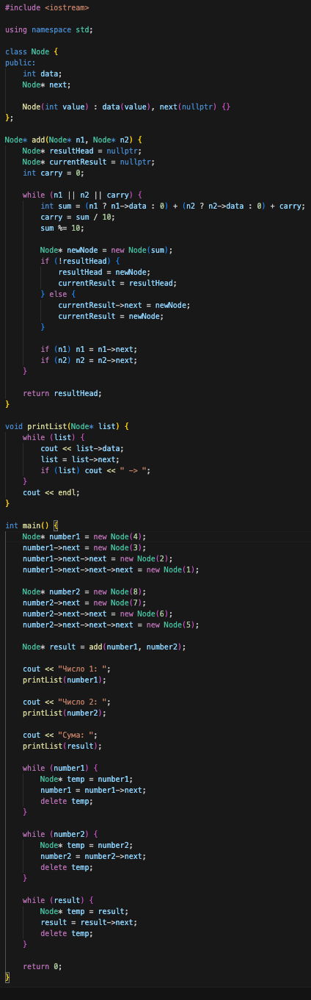 #include <iostream>
using namespace std;
class Node {
public:
int data;
Node* next;
Node(int value) : data(value), next(nullptr) {}
};
Node* add(Node* n1, Node* n2) {
Node* resultHead = nullptr;
Node* currentResult = nullptr;
int carry = 0;
while (n1 || n2 || carry) {
int sum = (n1 ? n1->data : 0) + (n2 ? n2->data : 0) + carry;
carry = sum / 10;
sum %= 10;
Node* newNode = new Node(sum);
if (!resultHead) {
resultHead = newNode;
currentResult = resultHead;
} else {
currentResult->next = newNode;
currentResult = newNode;
}
if (n1) n1 = n1->next;
if (n2) n2 = n2->next;
}
return resultHead;
}
void printList(Node* list) {
while (list) {
cout << list->data;
list = list->next;
if (list) cout << " -> ";
}
cout << endl;
}
int main() {
Node* number1 = new Node(4);
number1->next = new Node(3);
number1->next->next = new Node(2);
number1->next->next->next = new Node(1);
Node* number2 = new Node(8);
number2->next = new Node(7);
number2->next->next = new Node(6);
number2->next->next->next = new Node(5);
Node* result = add(number1, number2);
cout << "Число 1: ";
printList(number1);
cout << "Число 2: ";
printList(number2);
cout << "Сума: ";
printList(result);
while (number1) {
Node* temp = number1;
number1 = number1->next;
delete temp;
}
while (number2) {
Node* temp = number2;
number2 = number2->next;
delete temp;
}
while (result) {
Node* temp = result;
result = result->next;
delete temp;
}
return 0;
}